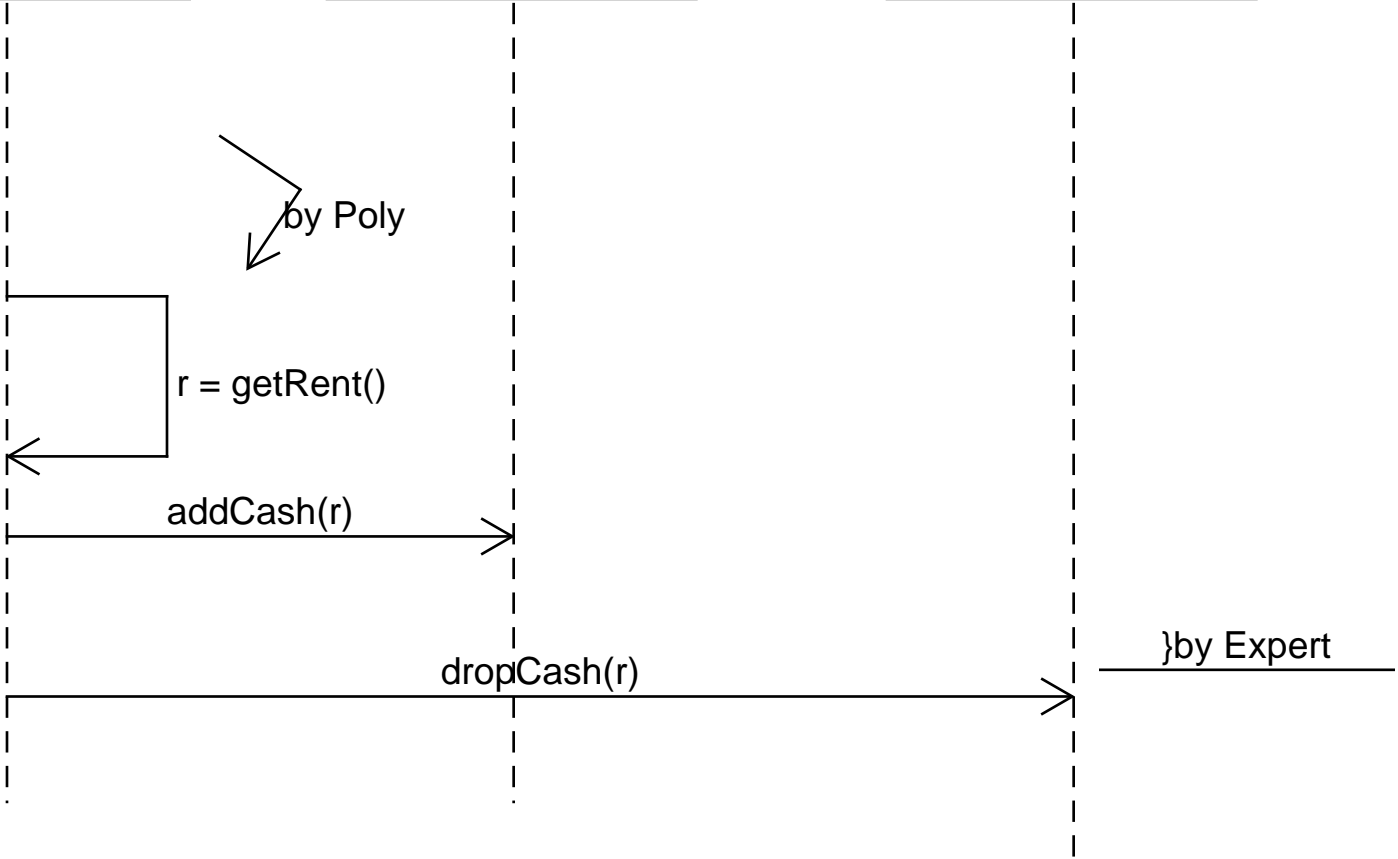 by Poly
r = getRent()
addCash(r)
}by Expert
dropCash(r)